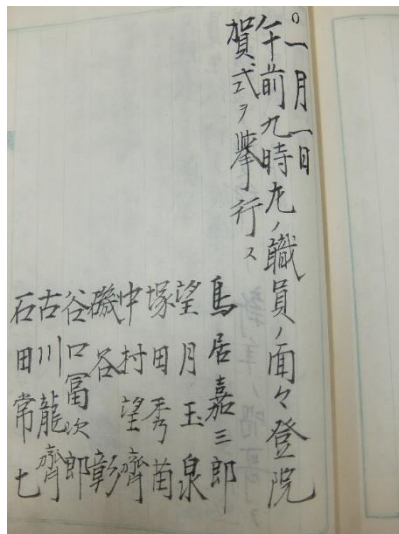 ○一月一日
午前九時左ノ職員ノ面々登院
賀式ヲ挙行ス
鳥居嘉三郎
望月玉泉
塚田秀苗
中村望齊
磯谷彰
谷口冨次郎
古川龍齊
石田常七